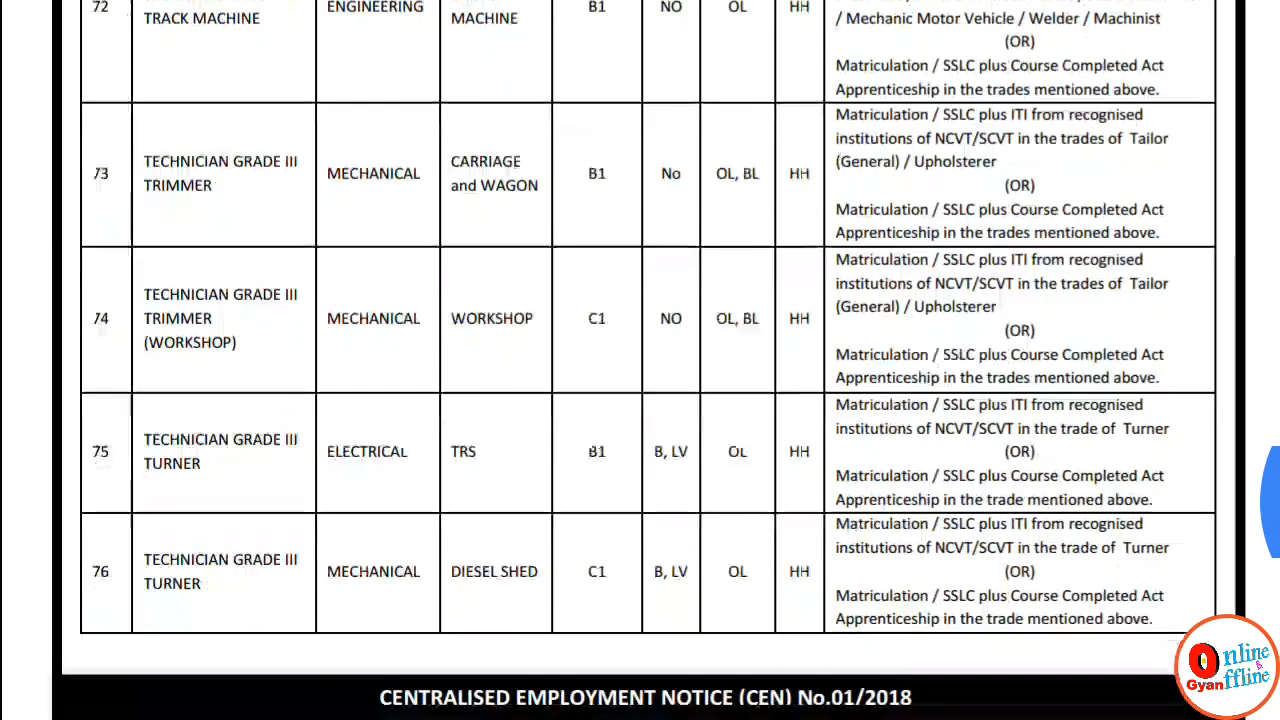 72
TRACK MACHINE
ENGINEERING
MACHINE
B1
NO
OL
HH
/ Mechanic Motor Vehicle / Welder / Machinist
(OR)
Matriculation / SSLC plus Course Completed Act
Apprenticeship in the trades mentioned above.
73
TECHNICIAN GRADE III
TRIMMER
MECHANICAL
CARRIAGE
and WAGON
B1
No
OL, BL
HH
Matriculation / SSLC plus ITI from recognised
institutions of NCVT/SCVT in the trades of Tailor
(General) / Upholsterer
(OR)
Matriculation / SSLC plus Course Completed Act
Apprenticeship in the trades mentioned above.
74
TECHNICIAN GRADE III
TRIMMER
(WORKSHOP)
MECHANICAL
WORKSHOP
C1
NO
OL, BL
HH
Matriculation / SSLC plus ITI from recognised
institutions of NCVT/SCVT in the trades of Tailor
(General) / Upholsterer
(OR)
Matriculation / SSLC plus Course Completed Act
Apprenticeship in the trades mentioned above.
75
TECHNICIAN GRADE III
TURNER
ELECTRICAL
TRS
B1
B, LV
OL
HH
Matriculation / SSLC plus ITI from recognised
institutions of NCVT/SCVT in the trade of Turner
(OR)
Matriculation / SSLC plus Course Completed Act
Apprenticeship in the trade mentioned above.
76
TECHNICIAN GRADE III
TURNER
MECHANICAL
DIESEL SHED
C1
B, LV
OL
HH
Matriculation / SSLC plus ITI from recognised
institutions of NCVT/SCVT in the trade of Turner
(OR)
Matriculation / SSLC plus Course Completed Act
Apprenticeship in the trade mentioned above.
CENTRALISED EMPLOYMENT NOTICE (CEN) No.01/2018
Online
& ffline
Gyan